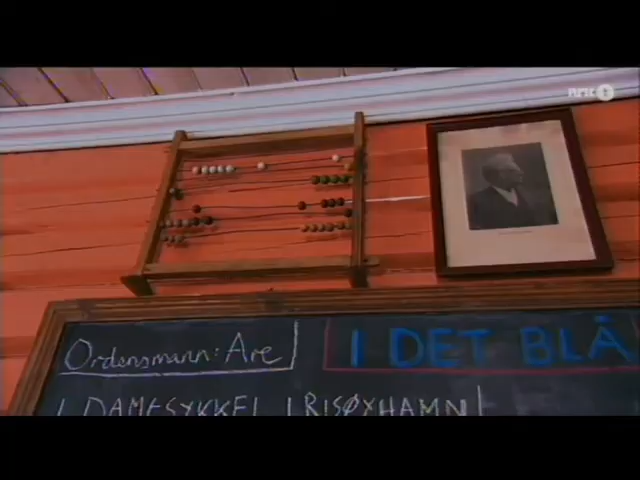 nrk 1
Ordensmann: Are
I DET BLÅ
I DAMESYKKEL I RISØYHAMN